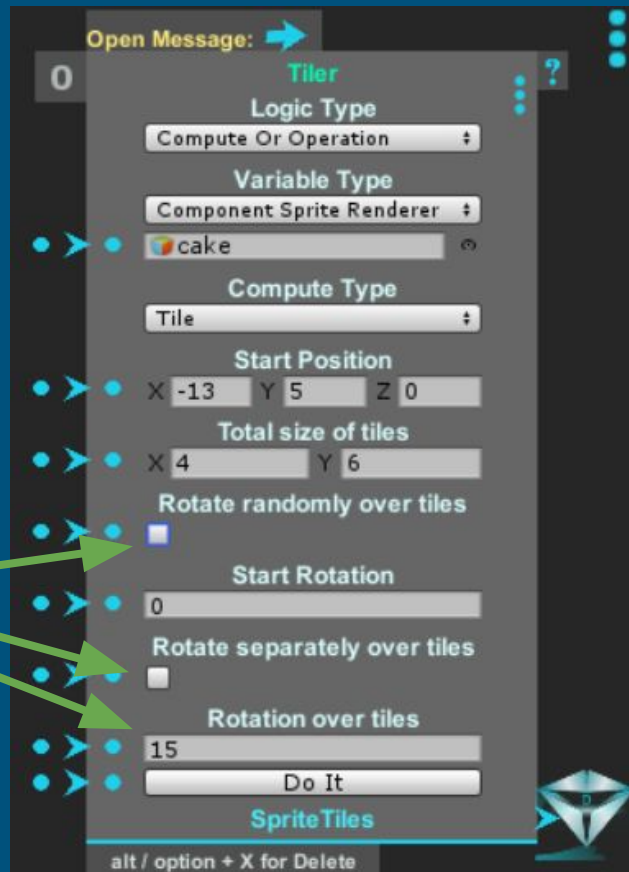 Open Message:
0 Tiler ?
Logic Type
Compute Or Operation
Variable Type
Component Sprite Renderer
cake
Compute Type
Tile
Start Position
X -13 Y 5 Z 0
Total size of tiles
X 4 Y 6
Rotate randomly over tiles
Start Rotation
0
Rotate separately over tiles
Rotation over tiles
15
Do It
SpriteTiles
D
alt / option + X for Delete